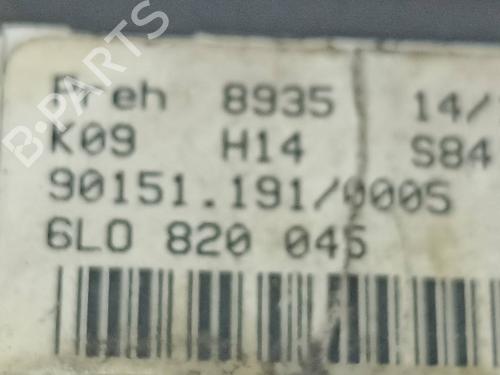 B-PARTS
Preh 8935 14/
K09 H14 S84
90151.191/0005
6L0 820 045